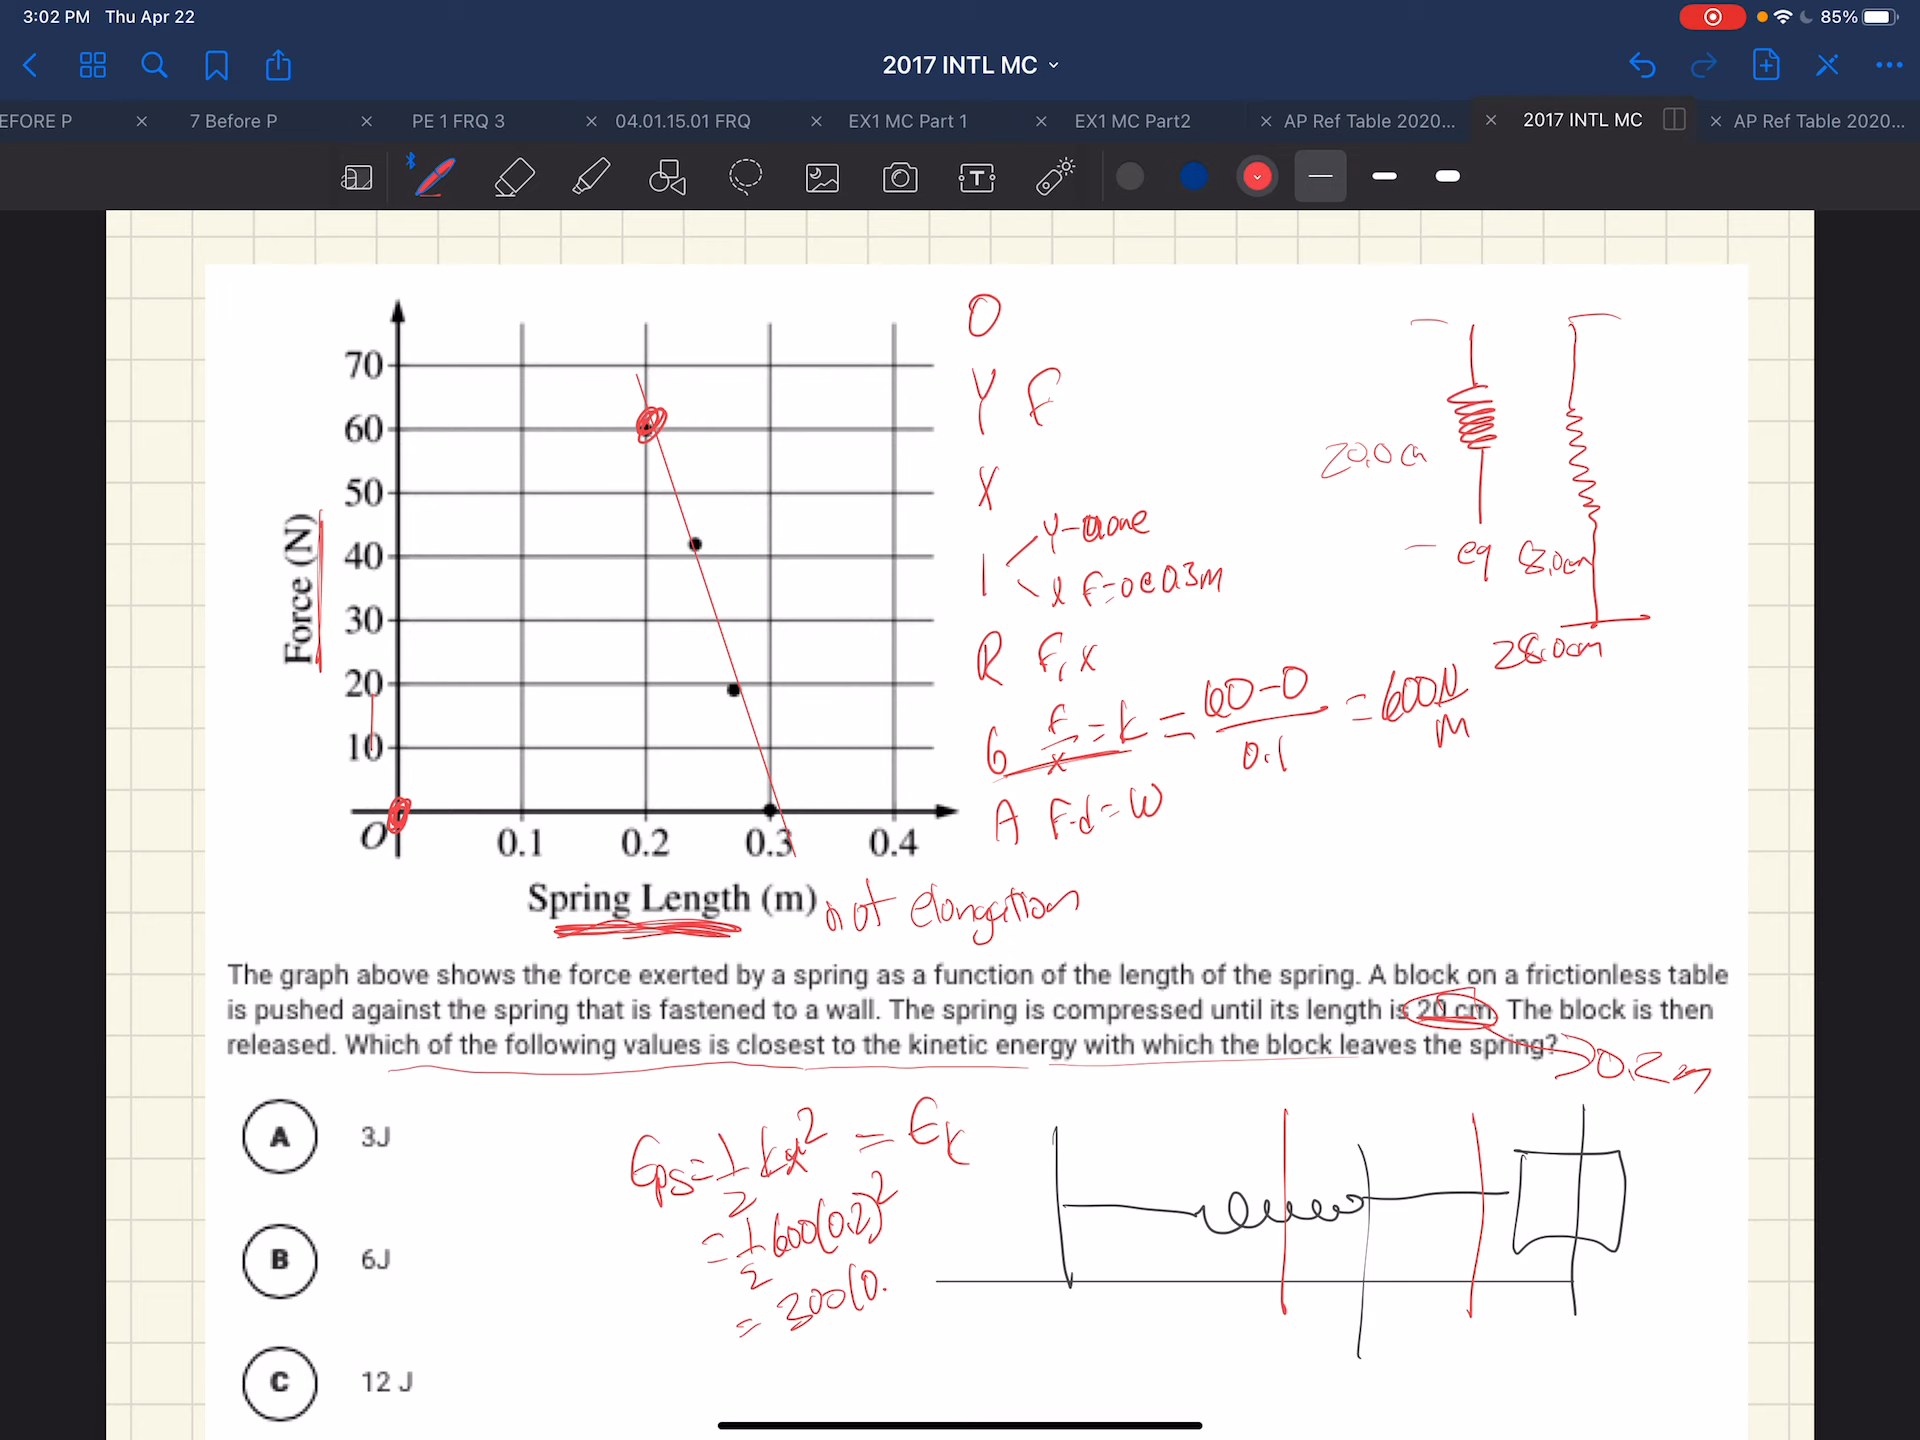 3:02 PM Thu Apr 22
85%
2017 INTL MC
EFORE P
7 Before P
PE 1 FRQ 3
04.01.15.01 FRQ
EX1 MC Part 1
EX1 MC Part2
AP Ref Table 2020...
2017 INTL MC
AP Ref Table 2020...
Force (N)
70
60
50
40
30
20
10
O
0.1
0.2
0.3
0.4
Spring Length (m)
not elongation
O
Y F
X
I
Y-none
x F=0@0.3m
R F, x
G F/x = k = 60-0/0.1 = 600N/m
A F·d=W
20.0cm
eq
8.0cm
28.0cm
The graph above shows the force exerted by a spring as a function of the length of the spring. A block on a frictionless table
is pushed against the spring that is fastened to a wall. The spring is compressed until its length is 20 cm. The block is then
released. Which of the following values is closest to the kinetic energy with which the block leaves the spring?
0.2m
A 3J
B 6J
C 12 J
Eps=1/2 kx² = Ek
=1/2 600(0.2)²
= 300(0.